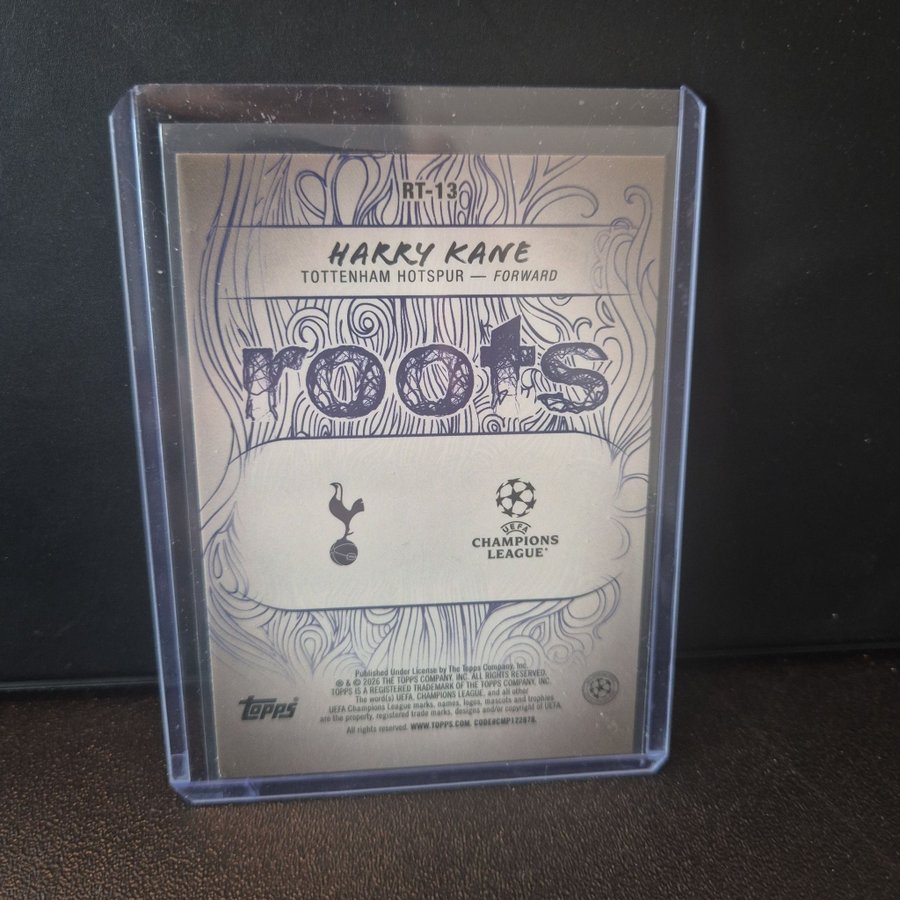 RT-13
HARRY KANE
TOTTENHAM HOTSPUR — FORWARD
roots
UEFA
CHAMPIONS
LEAGUE
Published Under License by The Topps Company, Inc.
® & © 2026 THE TOPPS COMPANY, INC. ALL RIGHTS RESERVED.
TOPPS IS A REGISTERED TRADEMARK OF THE TOPPS COMPANY, INC.
The word(s) UEFA, CHAMPIONS LEAGUE, and all other
UEFA Champions League marks, names, logos, mascots and trophies
are the property, registered trade marks, designs and/or copyright of UEFA.
All rights reserved. WWW.TOPPS.COM. CODE#CMP122878.
topps